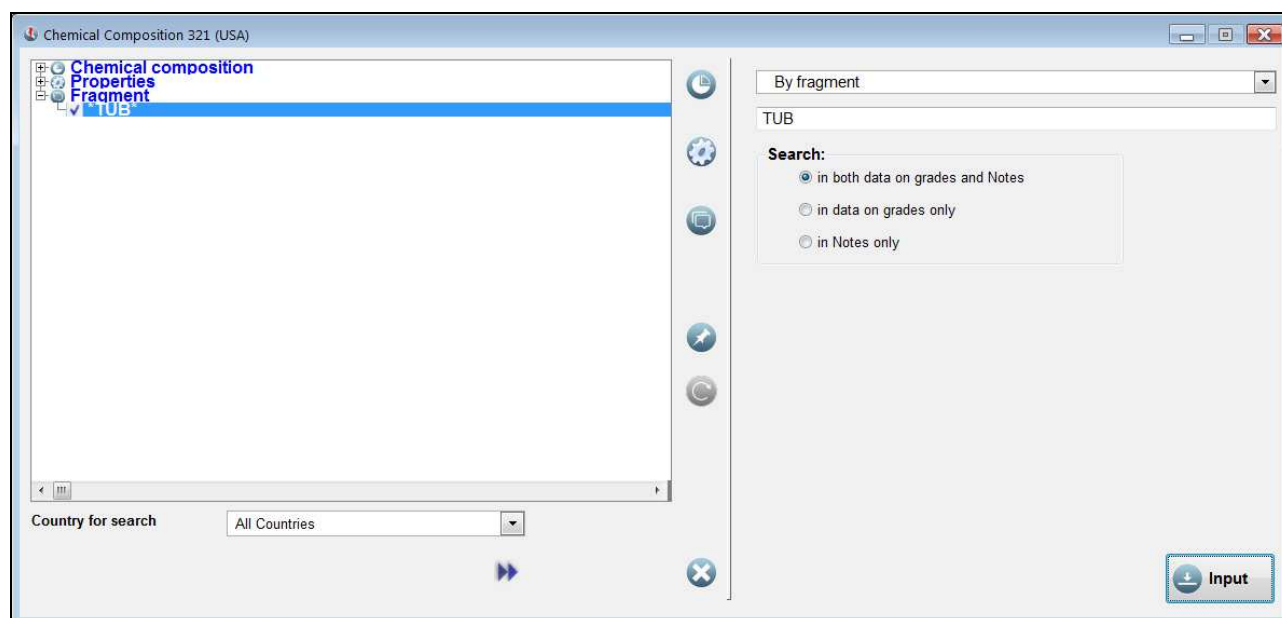 Chemical Composition 321 (USA)
Chemical composition
Properties
Fragment
"TUB"
Country for search
All Countries
By fragment
TUB
Search:
in both data on grades and Notes
in data on grades only
in Notes only
Input